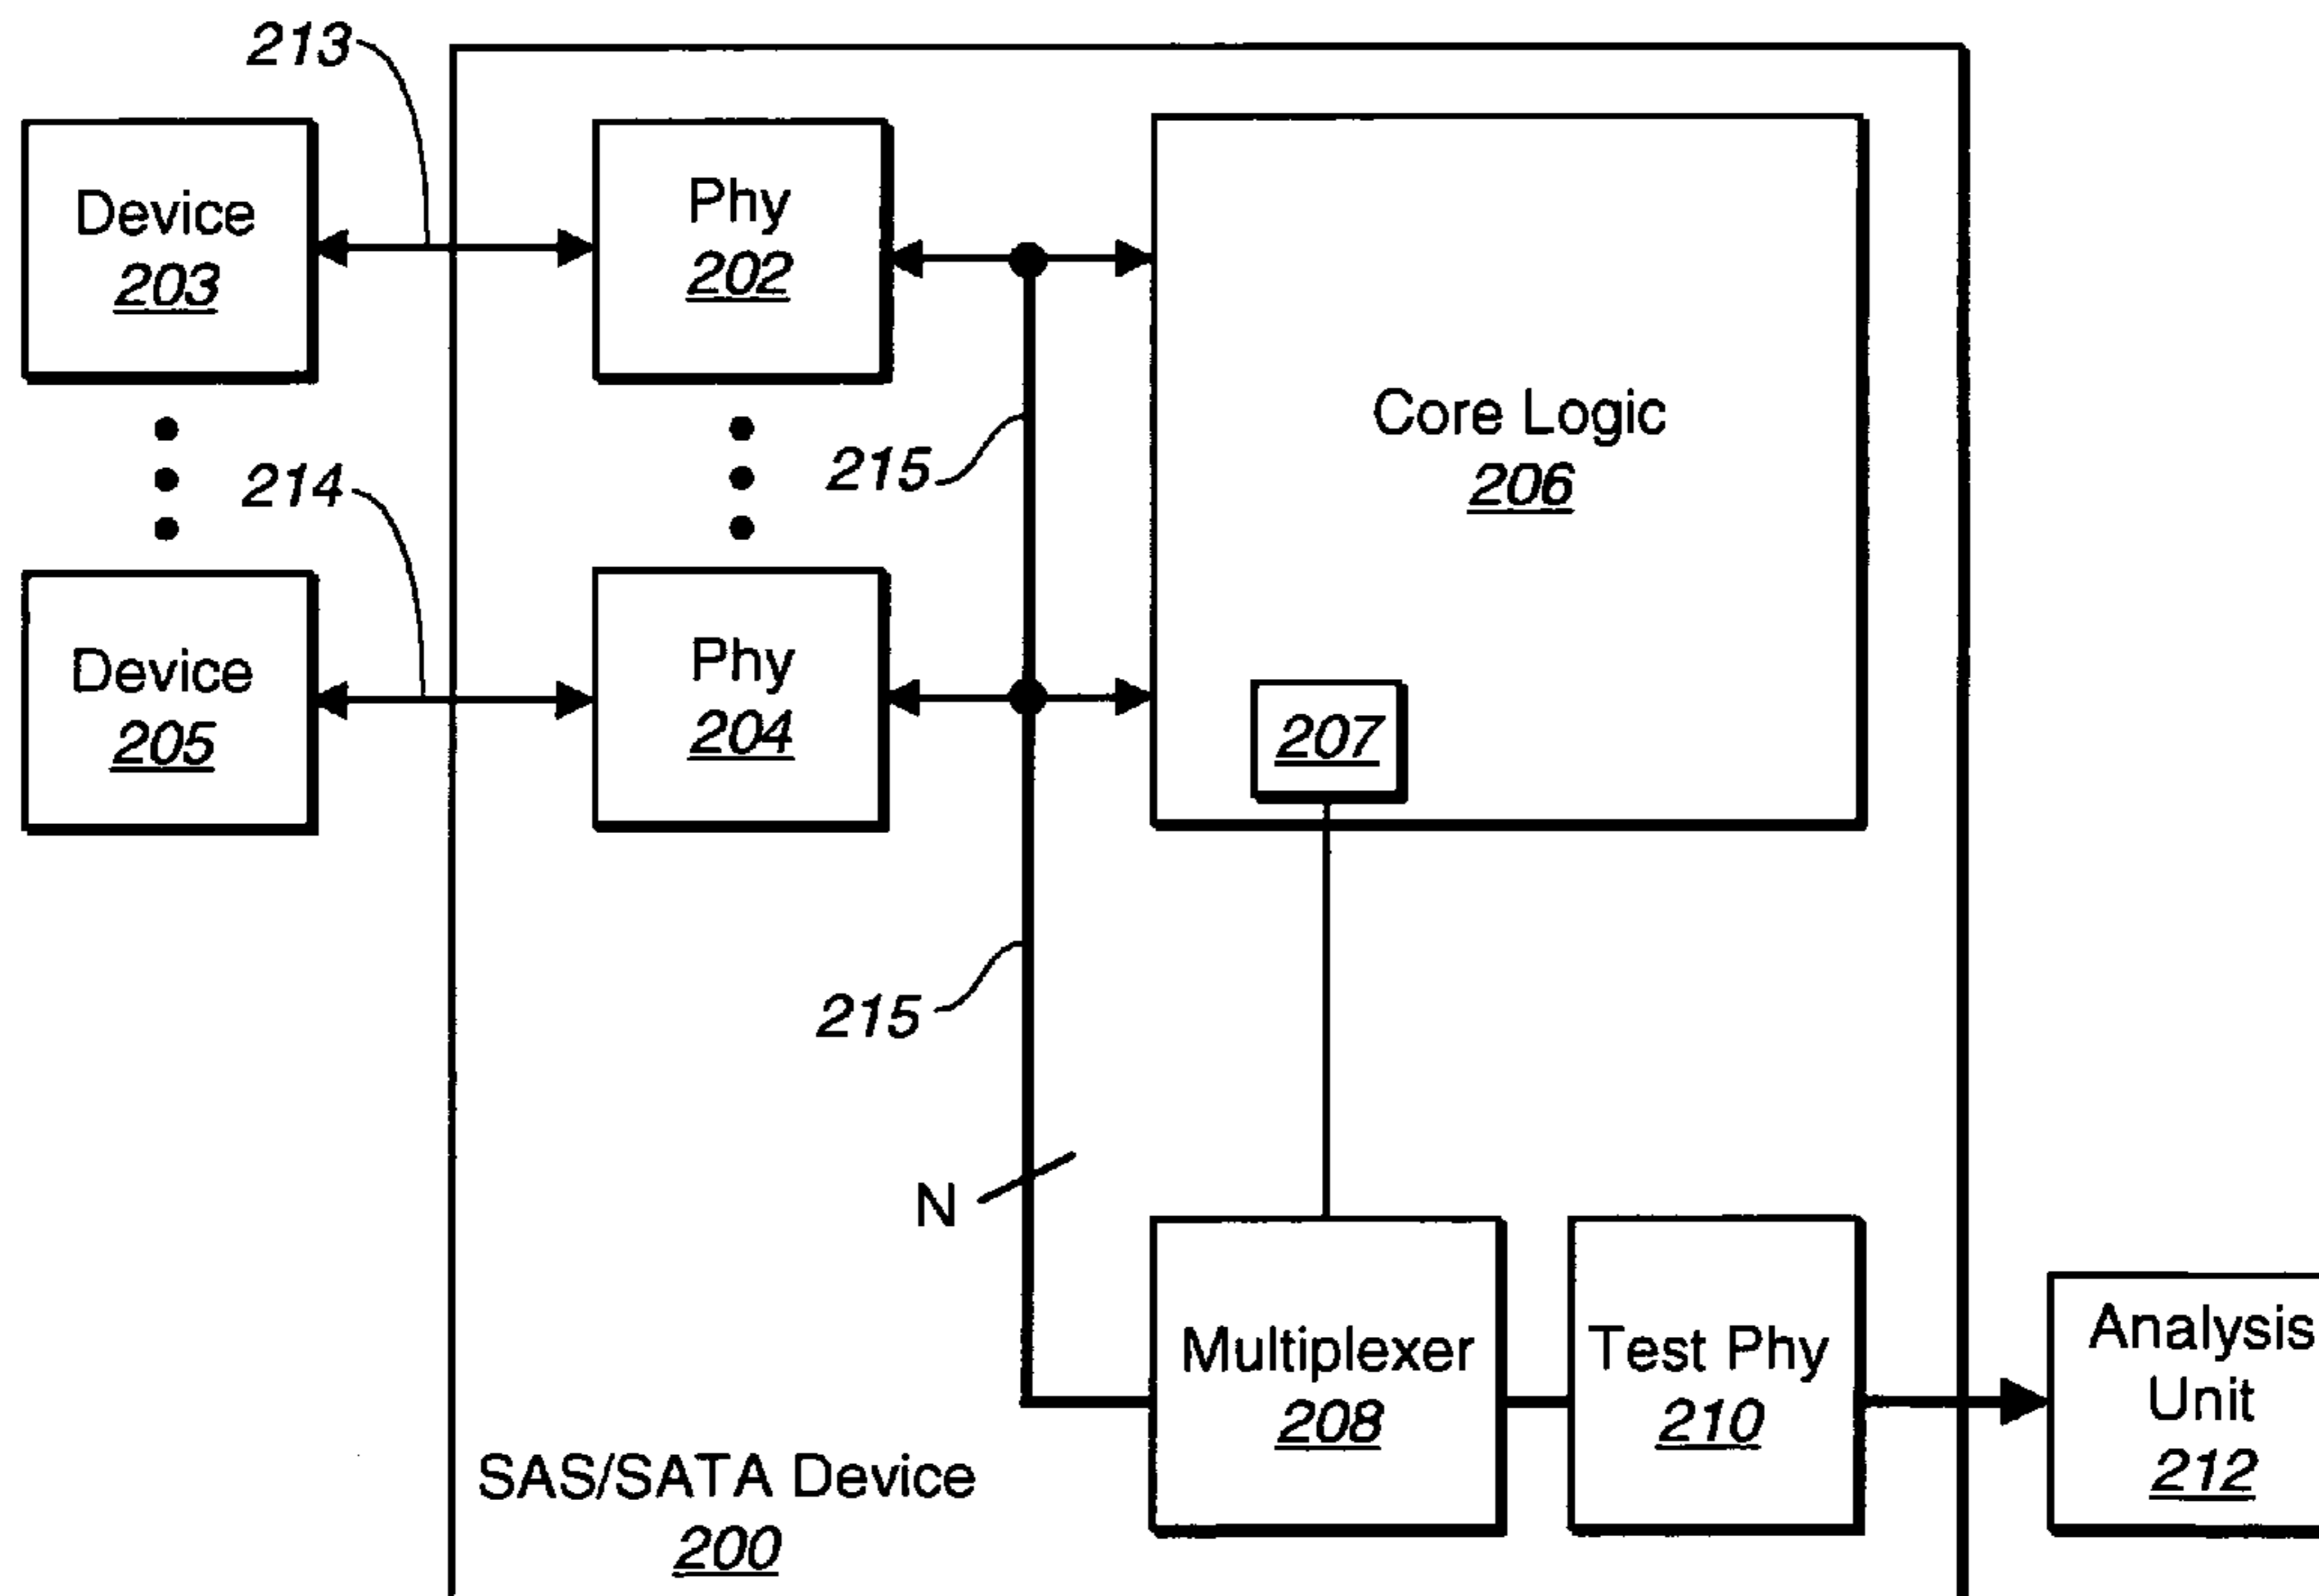 213
Device
203
Phy
202
Core Logic
206
215
214
Device
205
Phy
204
207
215
N
Multiplexer
208
Test Phy
210
Analysis
Unit
212
SAS/SATA Device
200